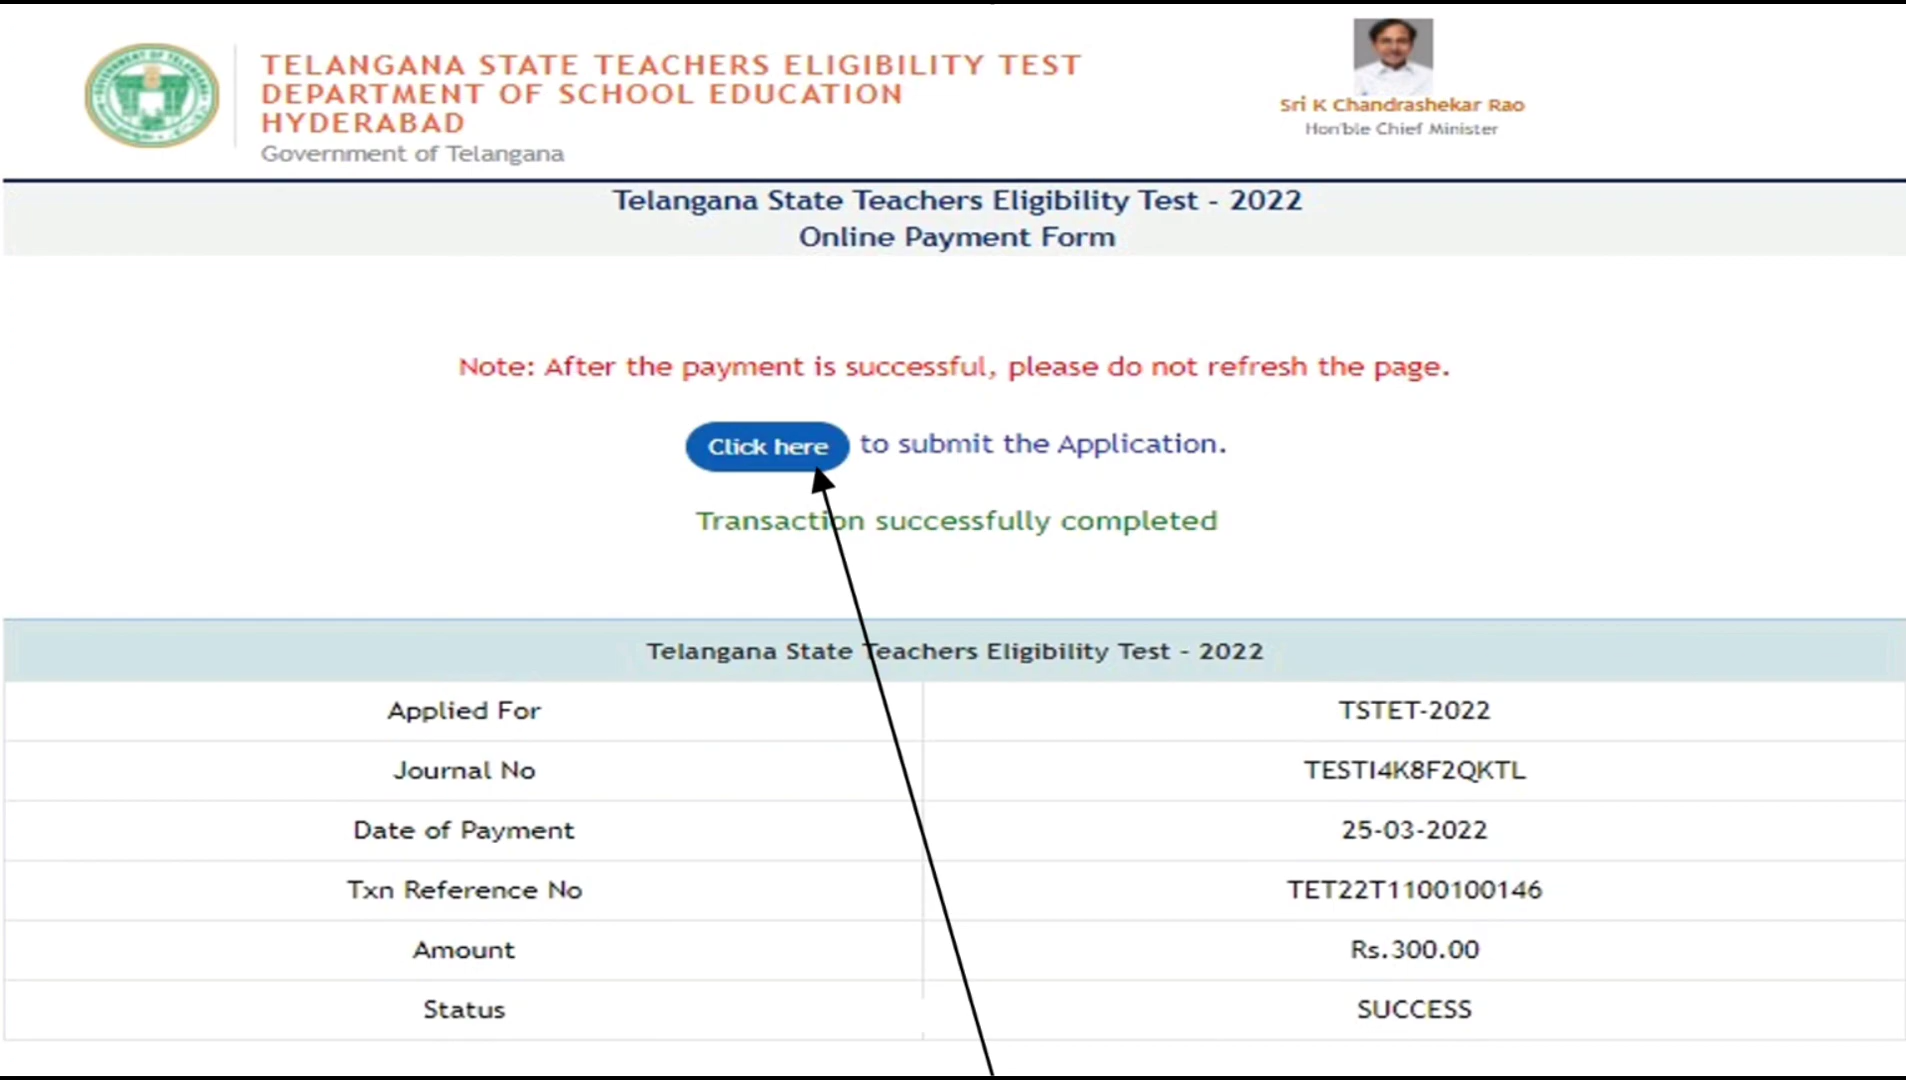 TELANGANA STATE TEACHERS ELIGIBILITY TEST
DEPARTMENT OF SCHOOL EDUCATION
HYDERABAD
Government of Telangana
Sri K Chandrashekar Rao
Hon'ble Chief Minister
Telangana State Teachers Eligibility Test - 2022
Online Payment Form
Note: After the payment is successful, please do not refresh the page.
Click here to submit the Application.
Transaction successfully completed
Telangana State Teachers Eligibility Test - 2022
Applied For TSTET-2022
Journal No TESTI4K8F2QKTL
Date of Payment 25-03-2022
Txn Reference No TET22T1100100146
Amount Rs.300.00
Status SUCCESS